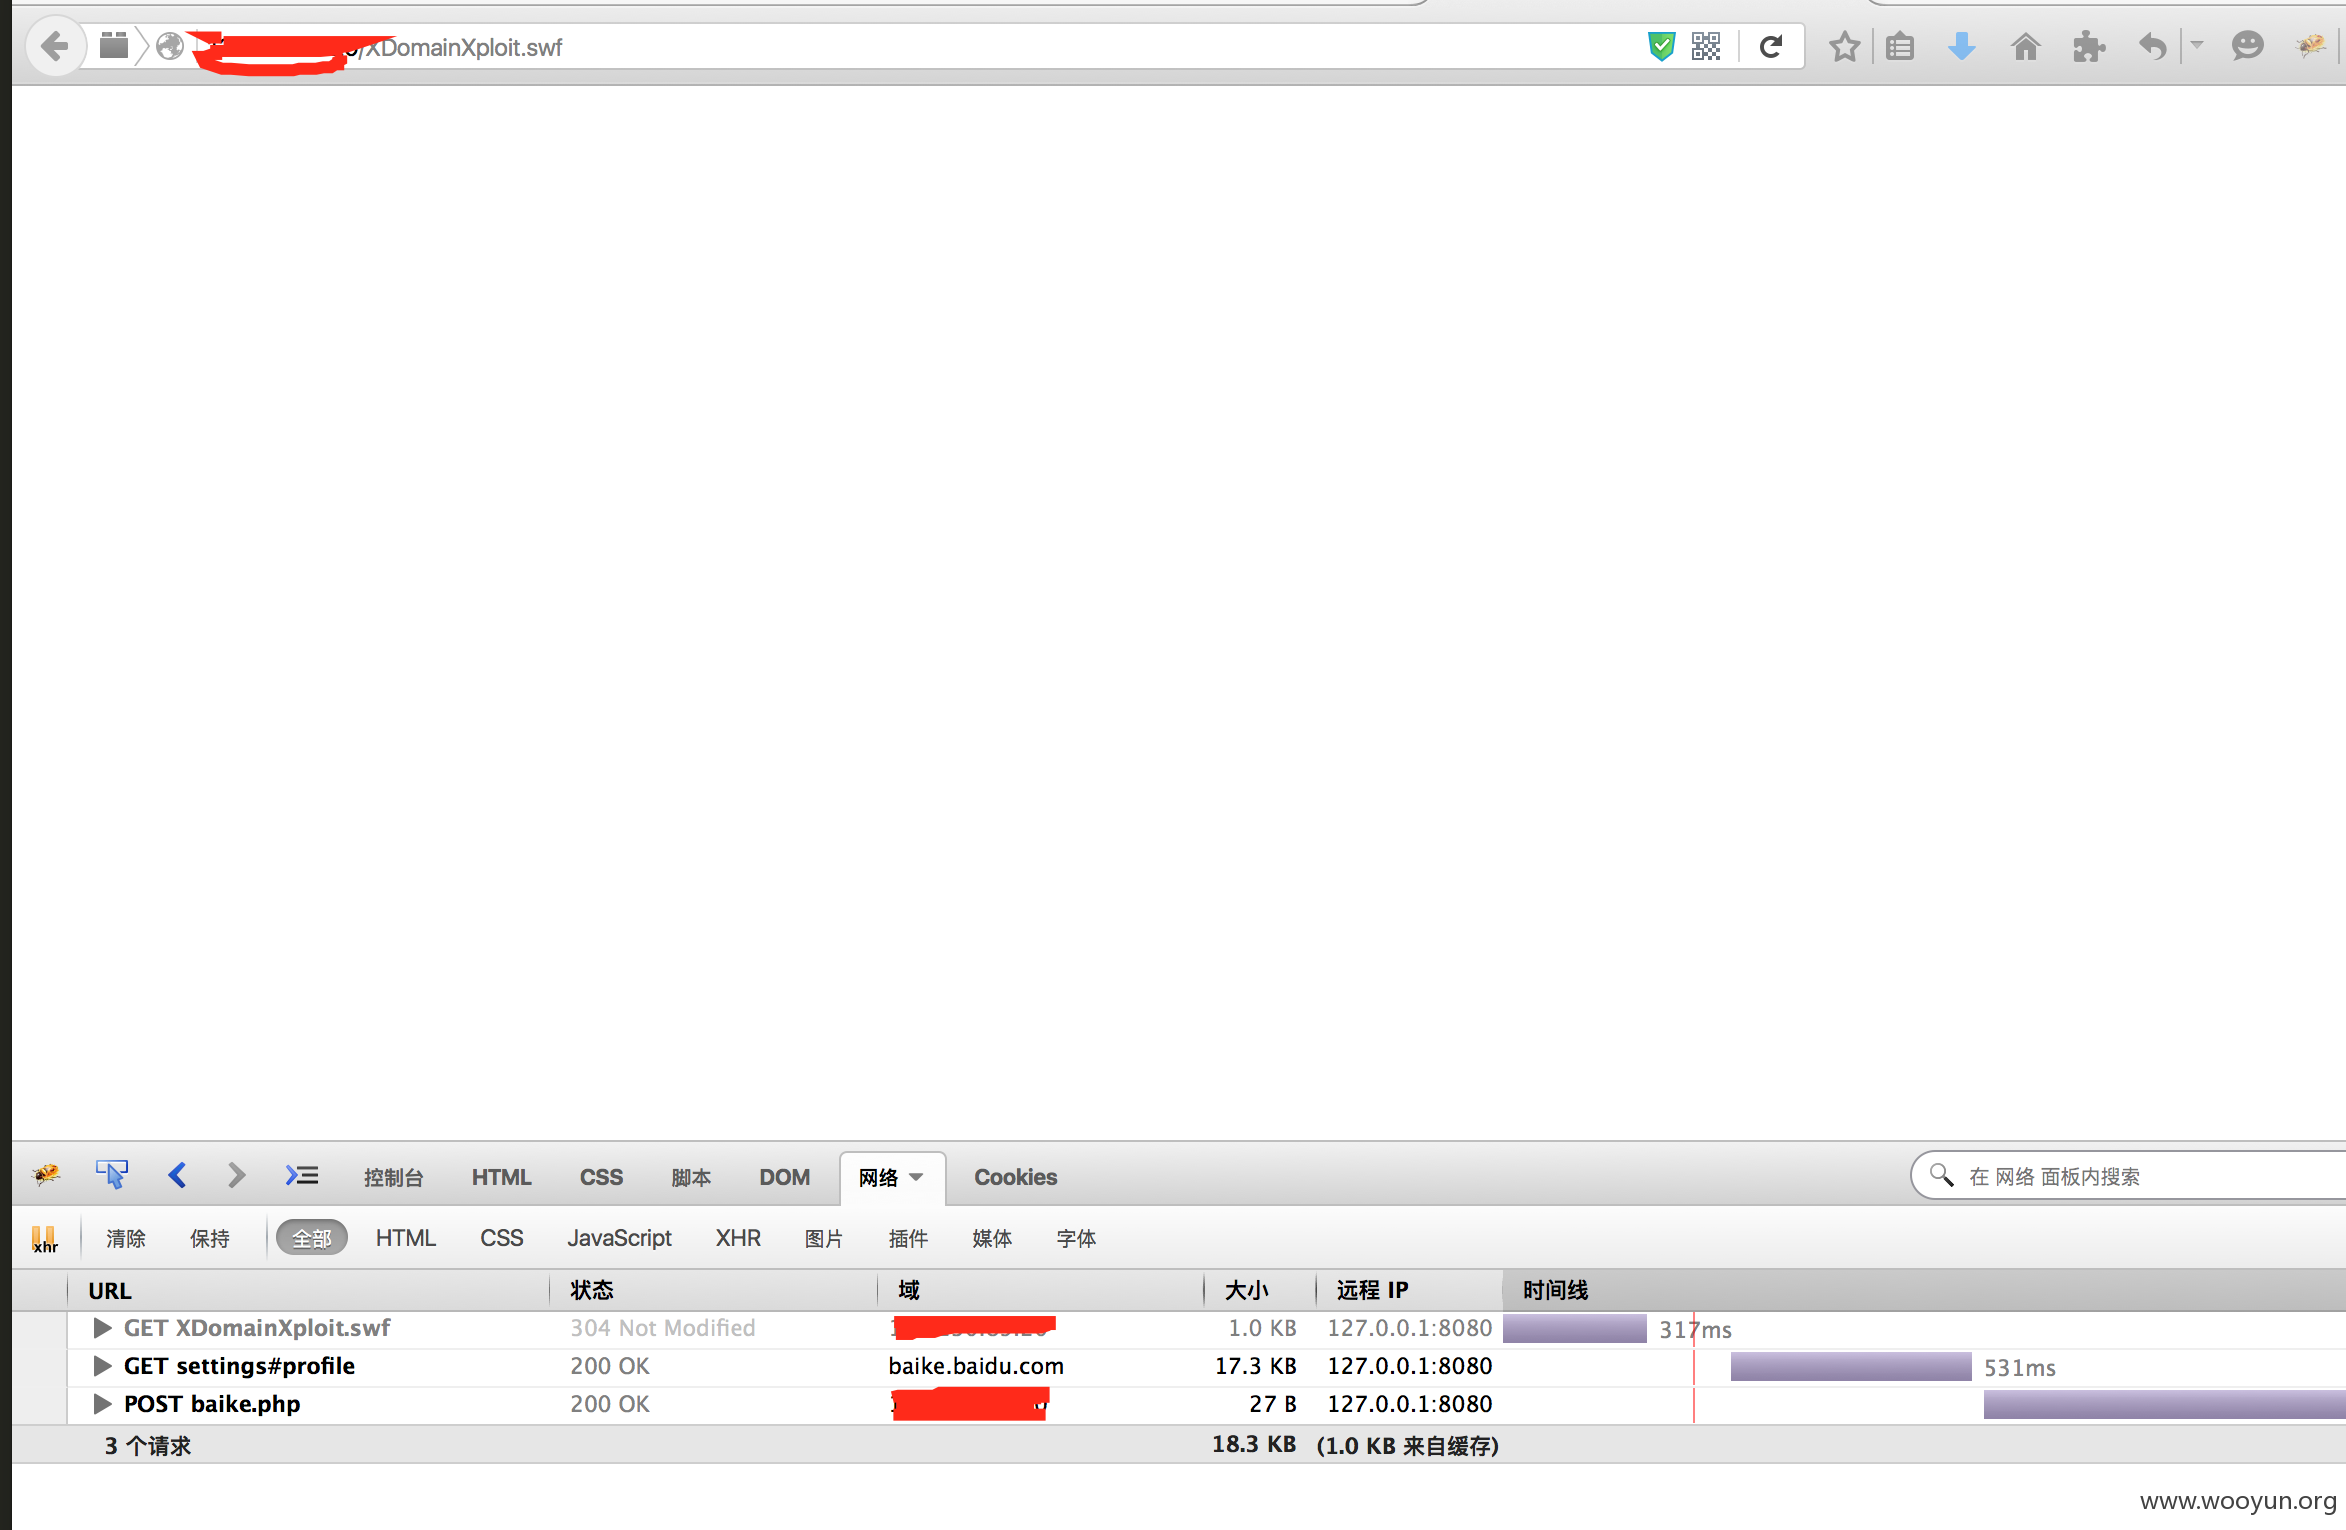 /XDomainXploit.swf
控制台 HTML CSS 脚本 DOM 网络 Cookies 在 网络 面板内搜索
xhr 清除 保持 全部 HTML CSS JavaScript XHR 图片 插件 媒体 字体
URL 状态 域 大小 远程 IP 时间线
GET XDomainXploit.swf 304 Not Modified 1.0 KB 127.0.0.1:8080 317ms
GET settings#profile 200 OK baike.baidu.com 17.3 KB 127.0.0.1:8080 531ms
POST baike.php 200 OK 27 B 127.0.0.1:8080
3 个请求 18.3 KB (1.0 KB 来自缓存)
www.wooyun.org